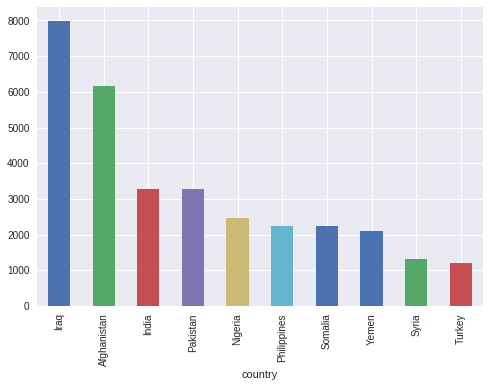 8000
7000
6000
5000
4000
3000
2000
1000
0
Iraq
Afghanistan
India
Pakistan
Nigeria
Philippines
Somalia
Yemen
Syria
Turkey
country